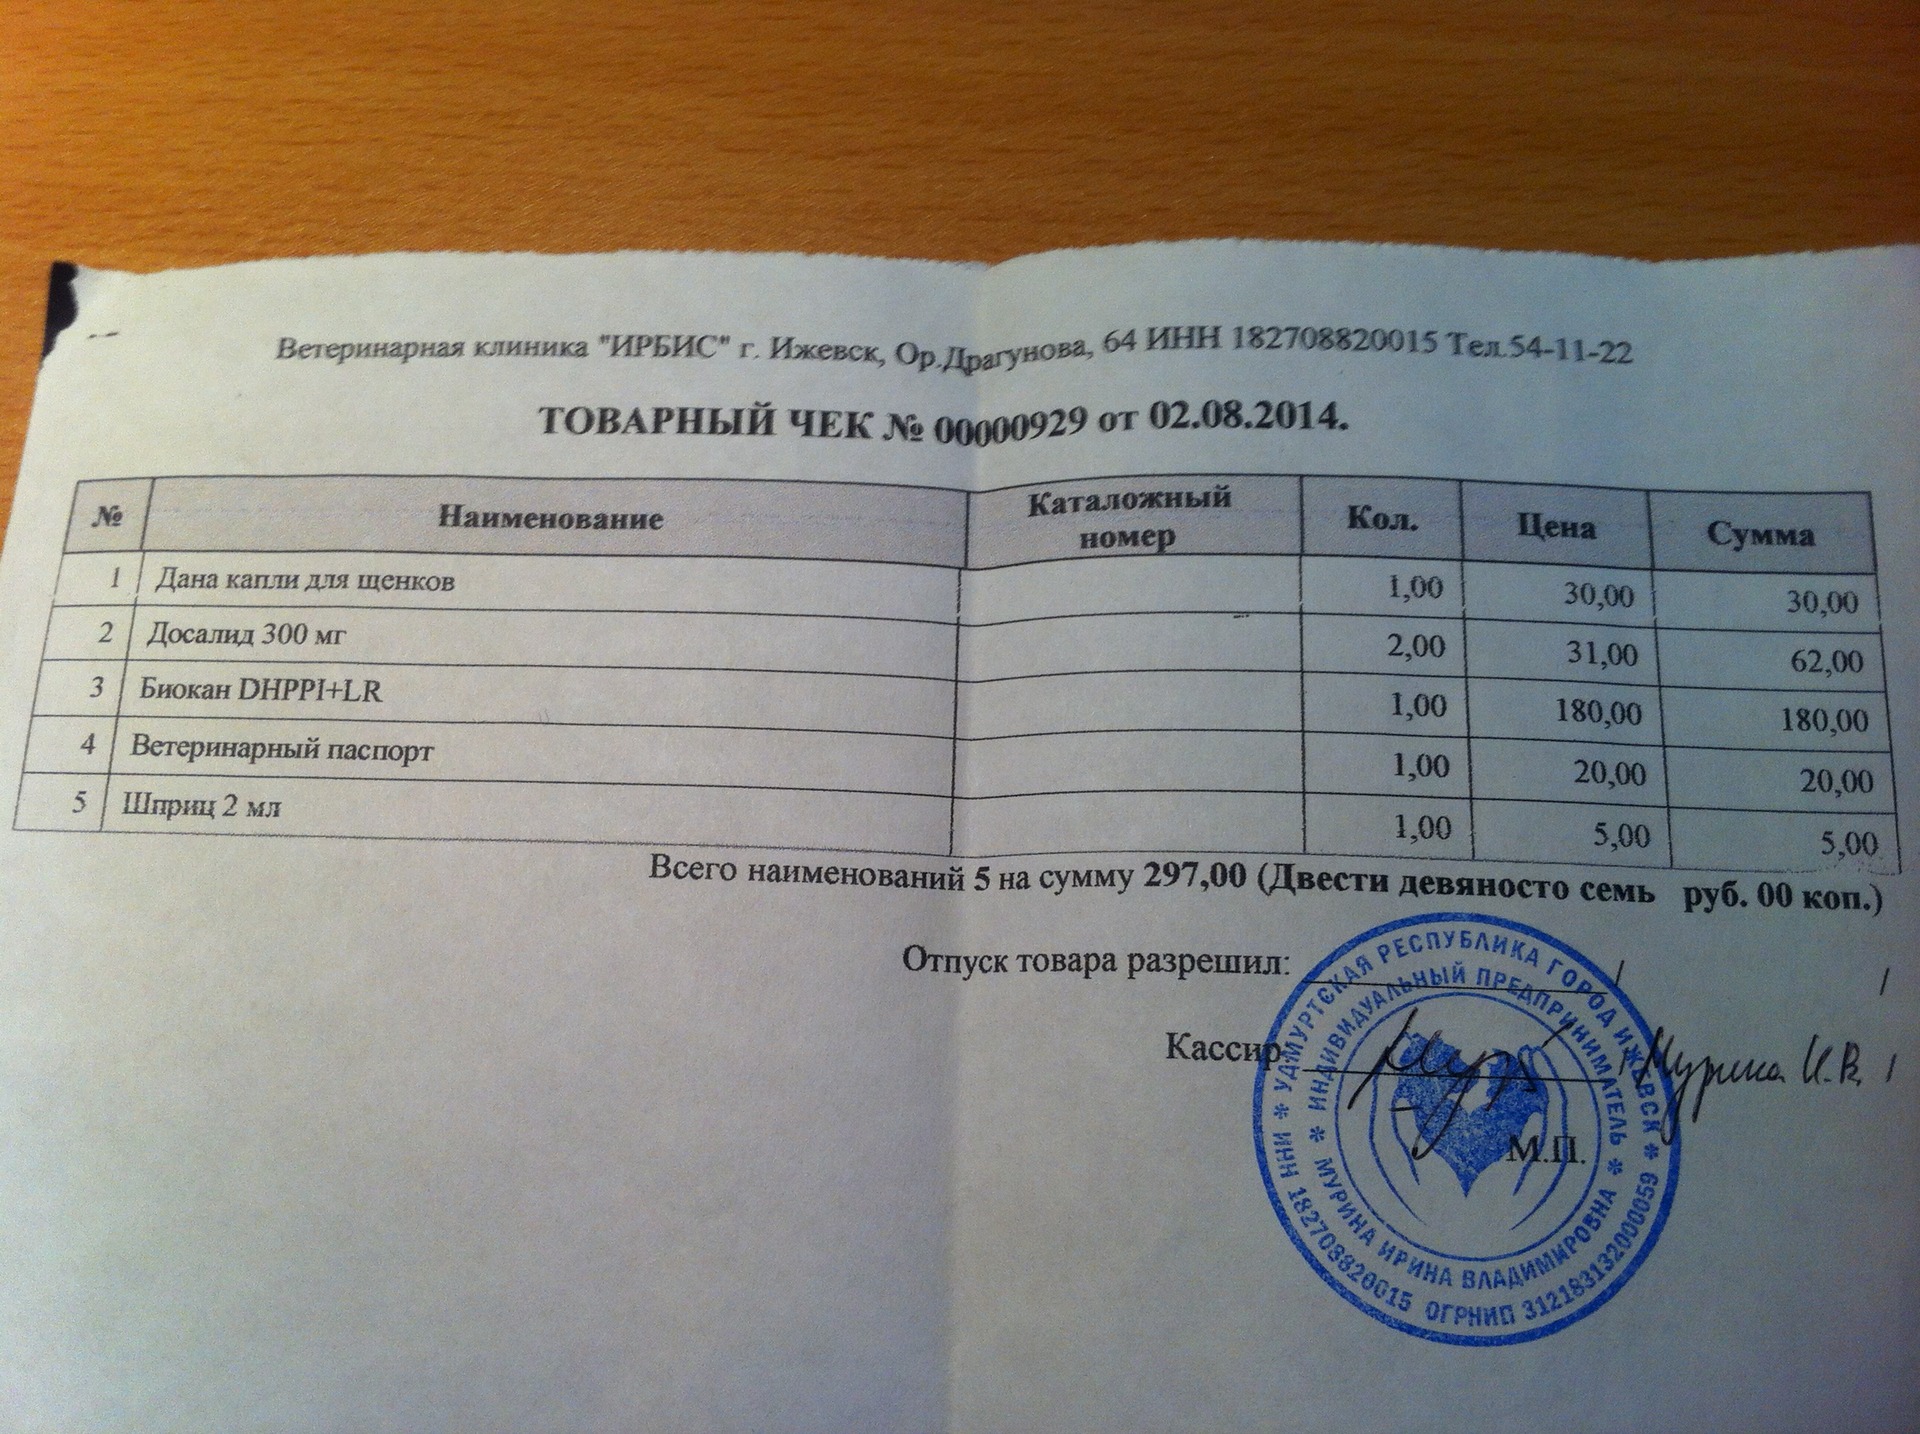 Ветеринарная клиника "ИРБИС" г. Ижевск, Ор.Драгунова, 64 ИНН 182708820015 Тел.54-11-22
ТОВАРНЫЙ ЧЕК № 00000929 от 02.08.2014.
№ Наименование Каталожный номер Кол. Цена Сумма
1 Дана капли для щенков 1,00 30,00 30,00
2 Досалид 300 мг 2,00 31,00 62,00
3 Биокан DHPPI+LR 1,00 180,00 180,00
4 Ветеринарный паспорт 1,00 20,00 20,00
5 Шприц 2 мл 1,00 5,00 5,00
Всего наименований 5 на сумму 297,00 (Двести девяносто семь руб. 00 коп.)
Отпуск товара разрешил: / /
Кассир / Мурина И.В. /
М.П.
* УДМУРТСКАЯ РЕСПУБЛИКА ГОРОД ИЖЕВСК *
ИНН 182708820015 ОГРНИП 312183132000059
* ИНДИВИДУАЛЬНЫЙ ПРЕДПРИНИМАТЕЛЬ *
МУРИНА ИРИНА ВЛАДИМИРОВНА